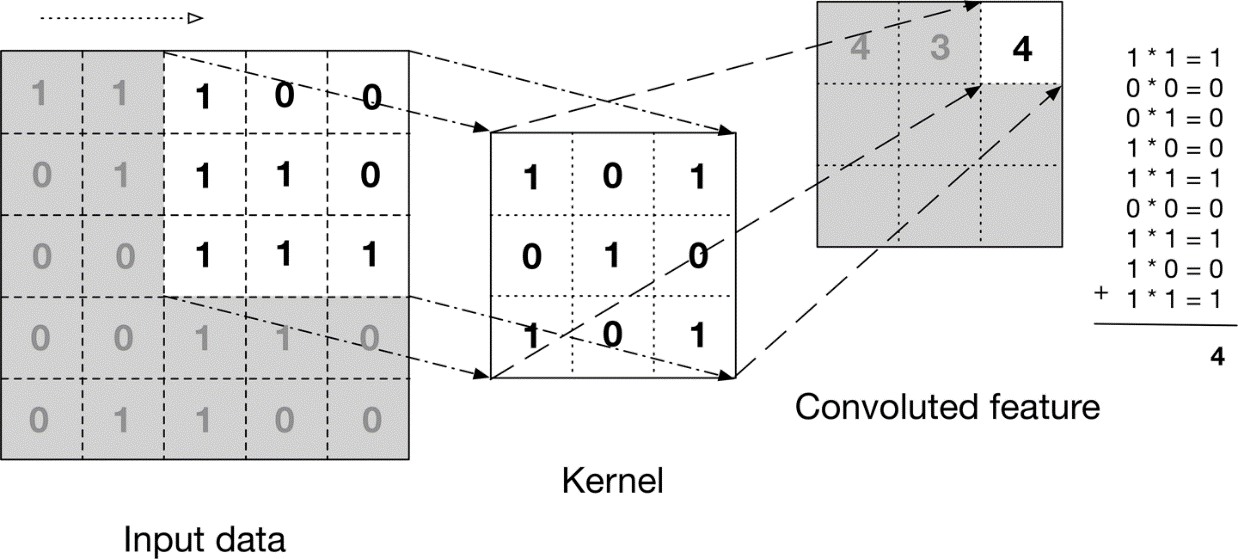 1 1 1 0 0
0 1 1 1 0
0 0 1 1 1
0 0 1 1 0
0 1 1 0 0
Input data
1 0 1
0 1 0
1 0 1
Kernel
4 3 4
Convoluted feature
1 * 1 = 1
0 * 0 = 0
0 * 1 = 0
1 * 0 = 0
1 * 1 = 1
0 * 0 = 0
1 * 1 = 1
1 * 0 = 0
+ 1 * 1 = 1
4